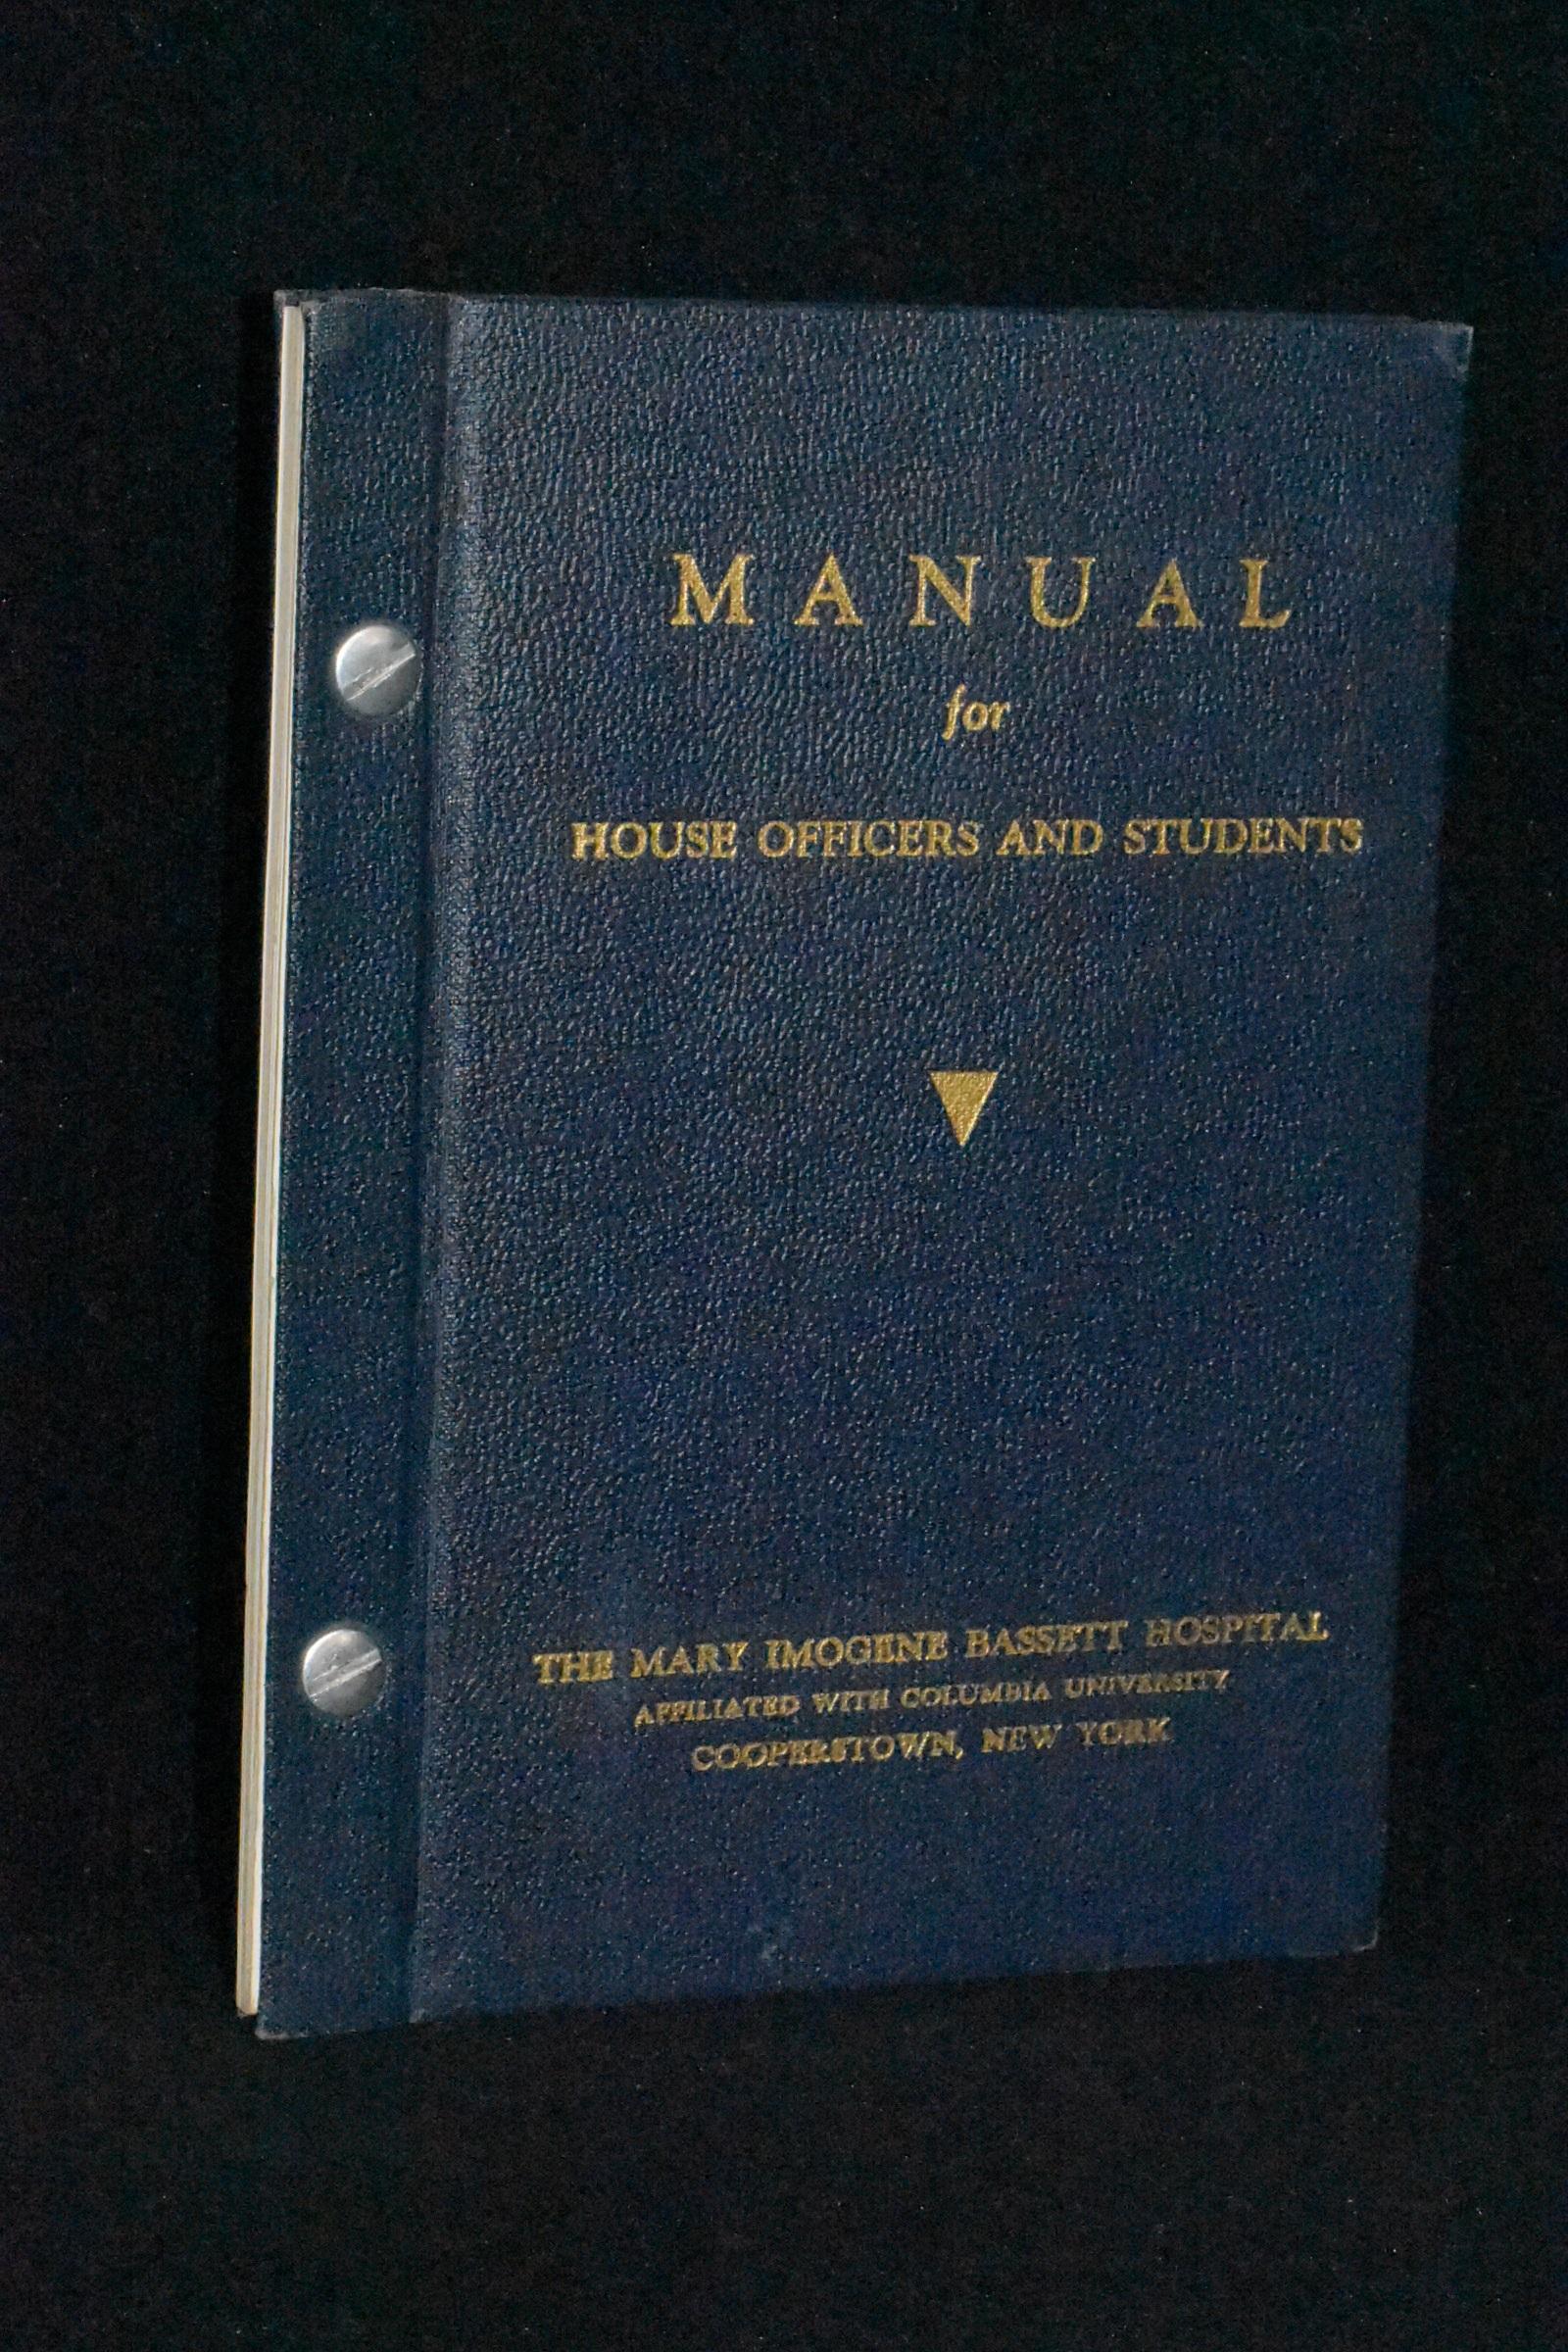 MANUAL
for
HOUSE OFFICERS AND STUDENTS
THE MARY IMOGENE BASSETT HOSPITAL
AFFILIATED WITH COLUMBIA UNIVERSITY
COOPERSTOWN, NEW YORK